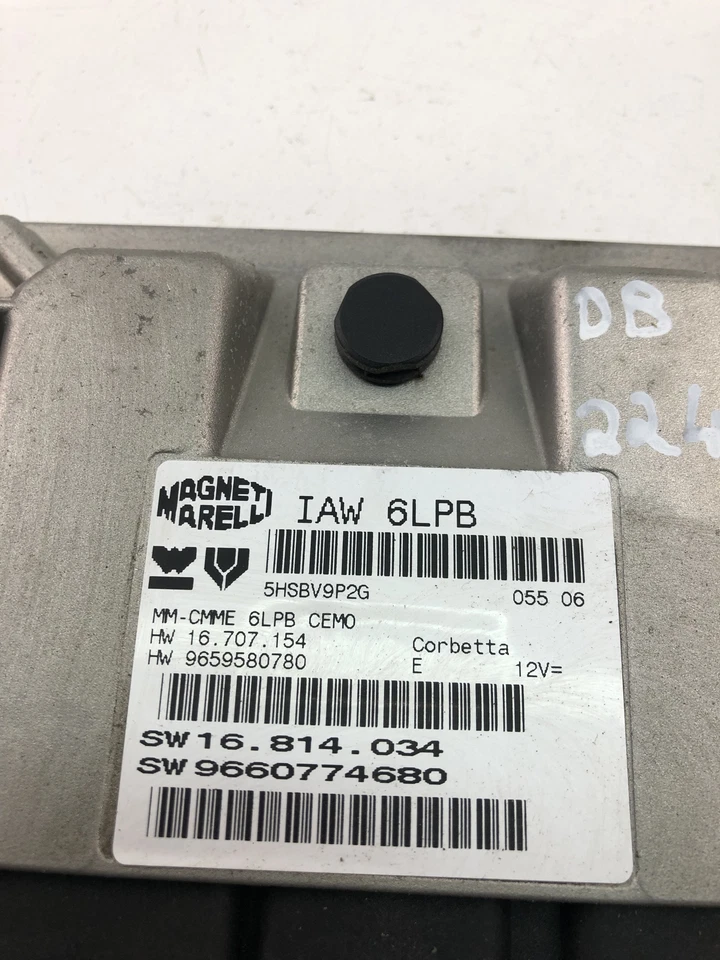 DB
224
MAGNETI
MARELLI
IAW 6LPB
5HSBV9P2G 055 06
MM-CMME 6LPB CEMO
HW 16.707.154 Corbetta
HW 9659580780 E 12V=
SW 16.814.034
SW 9660774680